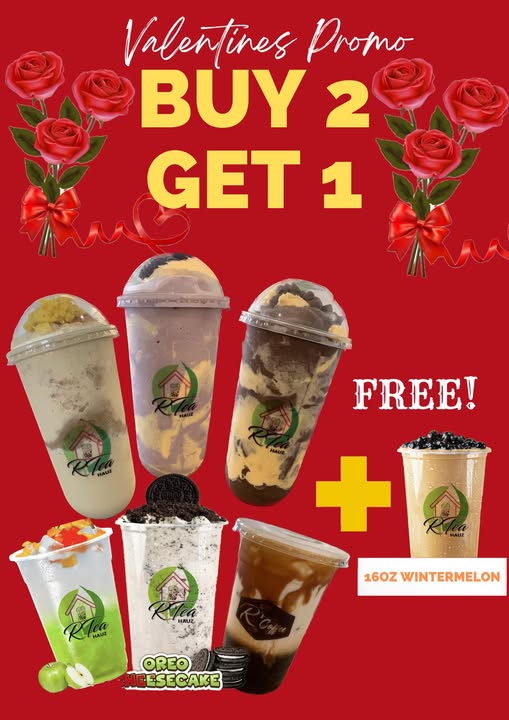 Valentines Promo
BUY 2
GET 1
R Tea
HAUZ
R Tea
HAUZ
R Tea
HAUZ
FREE!
R Tea
HAUZ
16OZ WINTERMELON
R Tea
HAUZ
R Tea
HAUZ
R' Coffee
OREO
CHEESECAKE